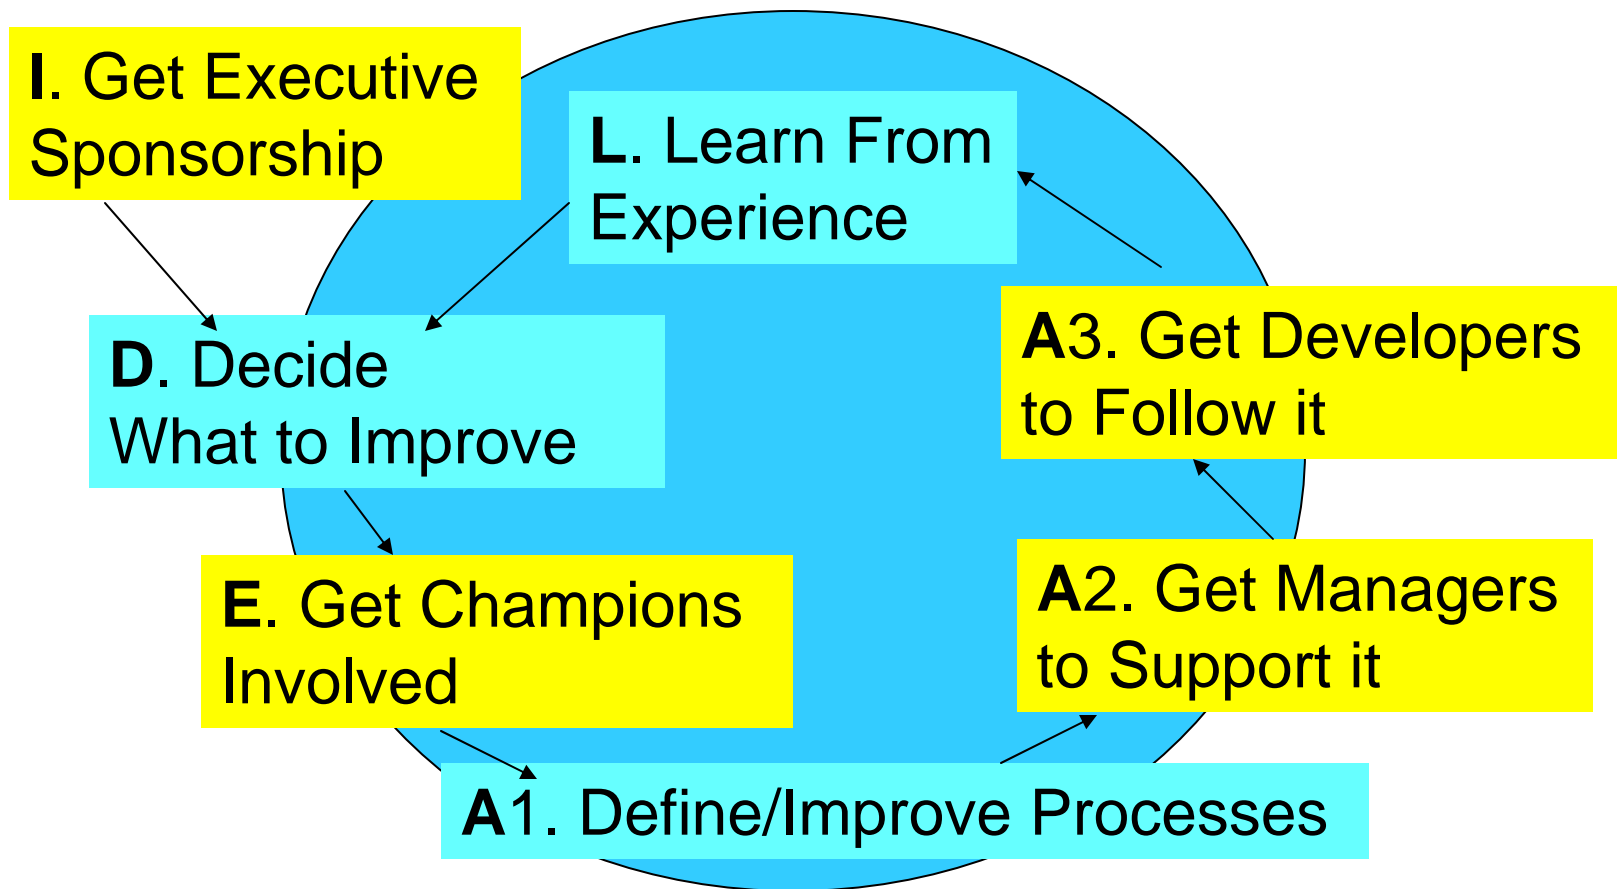 I. Get Executive
Sponsorship
L. Learn From
Experience
D. Decide
What to Improve
A3. Get Developers
to Follow it
E. Get Champions
Involved
A2. Get Managers
to Support it
A1. Define/Improve Processes